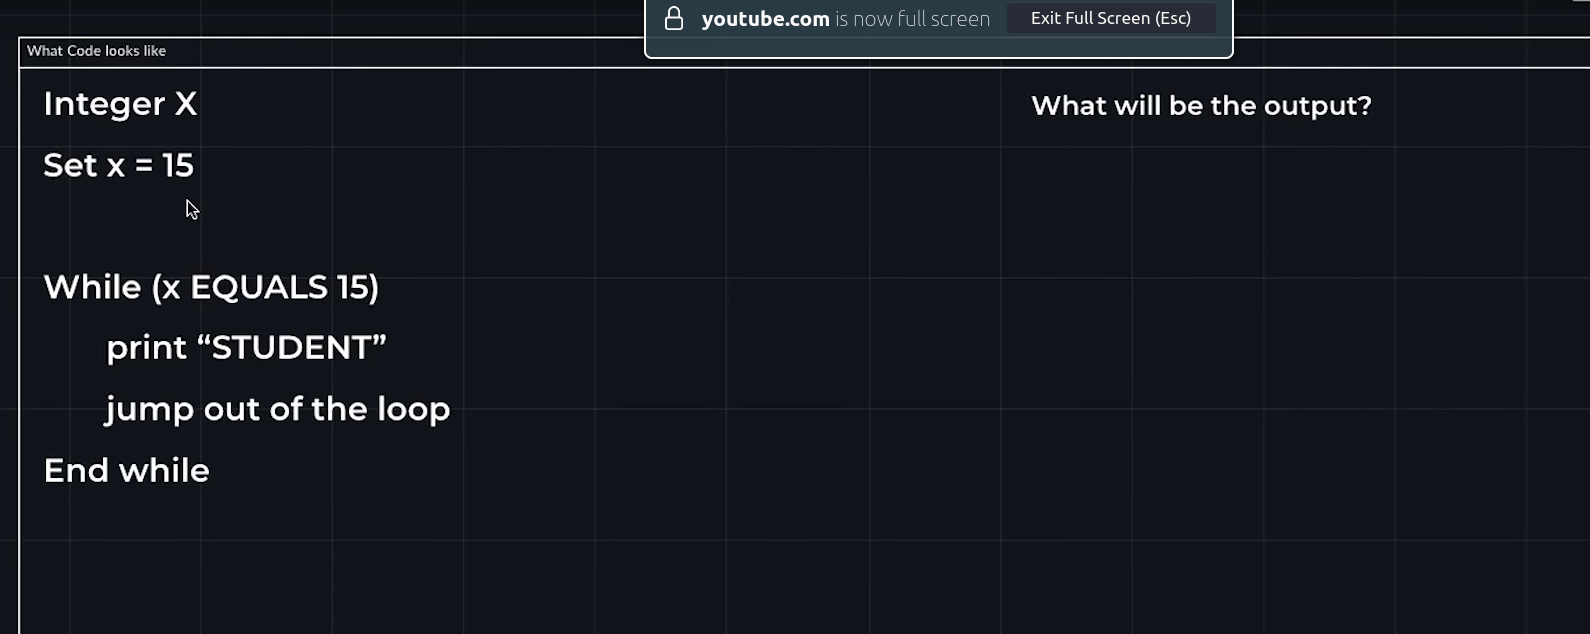 youtube.com is now full screen Exit Full Screen (Esc)
What Code looks like
Integer X
What will be the output?
Set x = 15
While (x EQUALS 15)
print “STUDENT”
jump out of the loop
End while